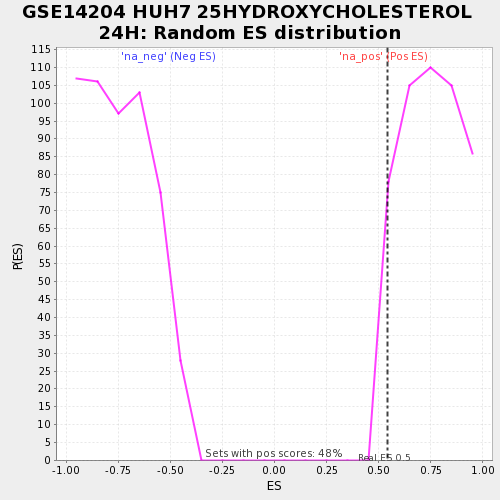 GSE14204 HUH7 25HYDROXYCHOLESTEROL
24H: Random ES distribution
'na_neg' (Neg ES)
'na_pos' (Pos ES)
P(ES)
115
110
105
100
95
90
85
80
75
70
65
60
55
50
45
40
35
30
25
20
15
10
5
0
Sets with pos scores: 48%
Real ES 0.5
-1.00 -0.75 -0.50 -0.25 0.00 0.25 0.50 0.75 1.00
ES